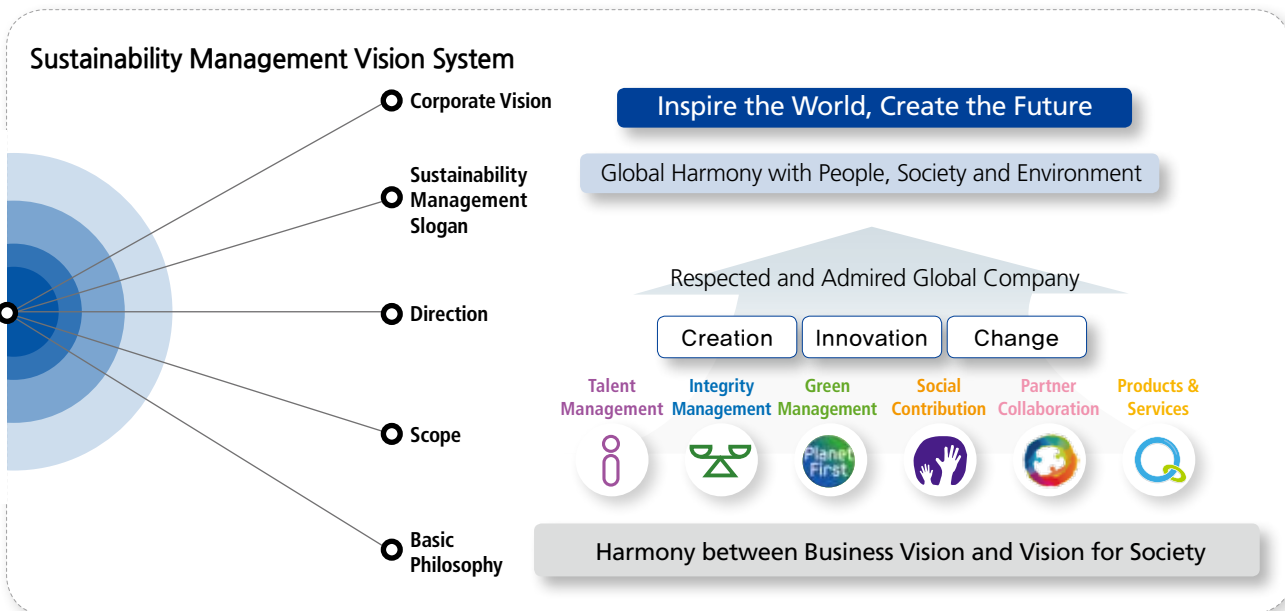 Sustainability Management Vision System
Corporate Vision
Inspire the World, Create the Future
Sustainability
Management
Slogan
Global Harmony with People, Society and Environment
Direction
Respected and Admired Global Company
Creation
Innovation
Change
Scope
Talent
Management
Integrity
Management
Green
Management
Social
Contribution
Partner
Collaboration
Products &
Services
Planet
First
Basic
Philosophy
Harmony between Business Vision and Vision for Society